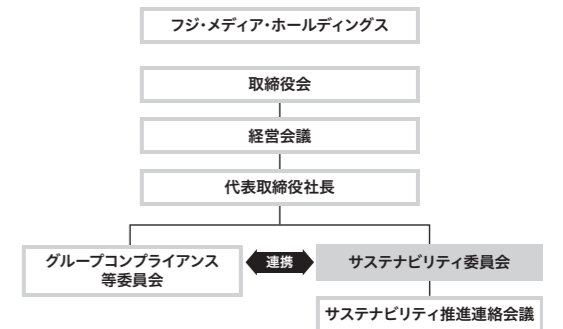 フジ・メディア・ホールディングス
取締役会
経営会議
代表取締役社長
グループコンプライアンス
等委員会
連携
サステナビリティ委員会
サステナビリティ推進連絡会議